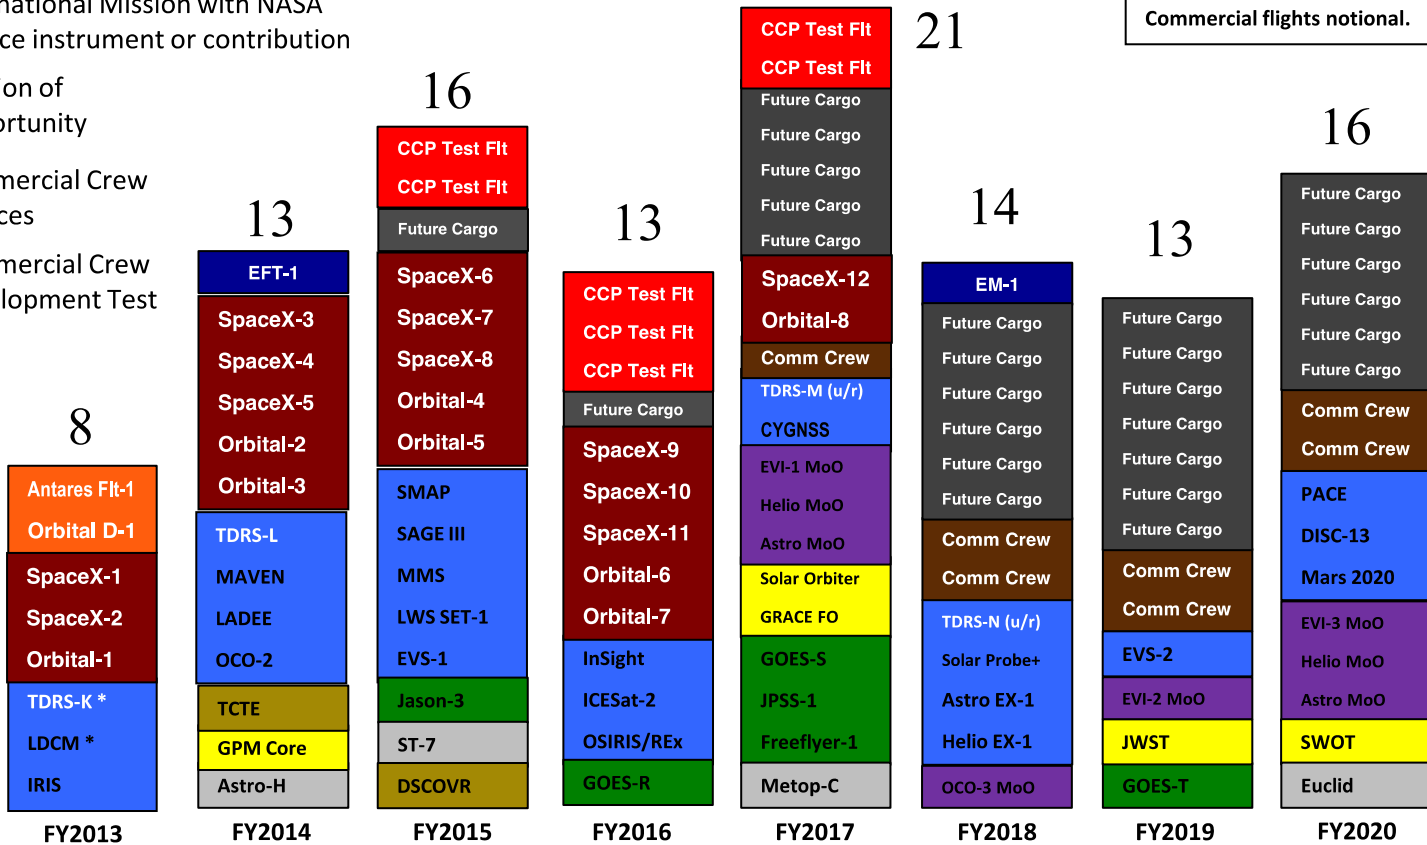 national Mission with NASA
ce instrument or contribution
ion of
ortunity
mercial Crew
ces
mercial Crew
lopment Test
Commercial flights notional.
8
Antares Flt-1
Orbital D-1
SpaceX-1
SpaceX-2
Orbital-1
TDRS-K *
LDCM *
IRIS
FY2013
13
EFT-1
SpaceX-3
SpaceX-4
SpaceX-5
Orbital-2
Orbital-3
TDRS-L
MAVEN
LADEE
OCO-2
TCTE
GPM Core
Astro-H
FY2014
16
CCP Test Flt
CCP Test Flt
Future Cargo
SpaceX-6
SpaceX-7
SpaceX-8
Orbital-4
Orbital-5
SMAP
SAGE III
MMS
LWS SET-1
EVS-1
Jason-3
ST-7
DSCOVR
FY2015
13
CCP Test Flt
CCP Test Flt
CCP Test Flt
Future Cargo
SpaceX-9
SpaceX-10
SpaceX-11
Orbital-6
Orbital-7
InSight
ICESat-2
OSIRIS/REx
GOES-R
FY2016
21
CCP Test Flt
CCP Test Flt
Future Cargo
Future Cargo
Future Cargo
Future Cargo
Future Cargo
SpaceX-12
Orbital-8
Comm Crew
TDRS-M (u/r)
CYGNSS
EVI-1 MoO
Helio MoO
Astro MoO
Solar Orbiter
GRACE FO
GOES-S
JPSS-1
Freeflyer-1
Metop-C
FY2017
14
EM-1
Future Cargo
Future Cargo
Future Cargo
Future Cargo
Future Cargo
Future Cargo
Comm Crew
Comm Crew
TDRS-N (u/r)
Solar Probe+
Astro EX-1
Helio EX-1
OCO-3 MoO
FY2018
13
Future Cargo
Future Cargo
Future Cargo
Future Cargo
Future Cargo
Future Cargo
Future Cargo
Comm Crew
Comm Crew
EVS-2
EVI-2 MoO
JWST
GOES-T
FY2019
16
Future Cargo
Future Cargo
Future Cargo
Future Cargo
Future Cargo
Future Cargo
Comm Crew
Comm Crew
PACE
DISC-13
Mars 2020
EVI-3 MoO
Helio MoO
Astro MoO
SWOT
Euclid
FY2020